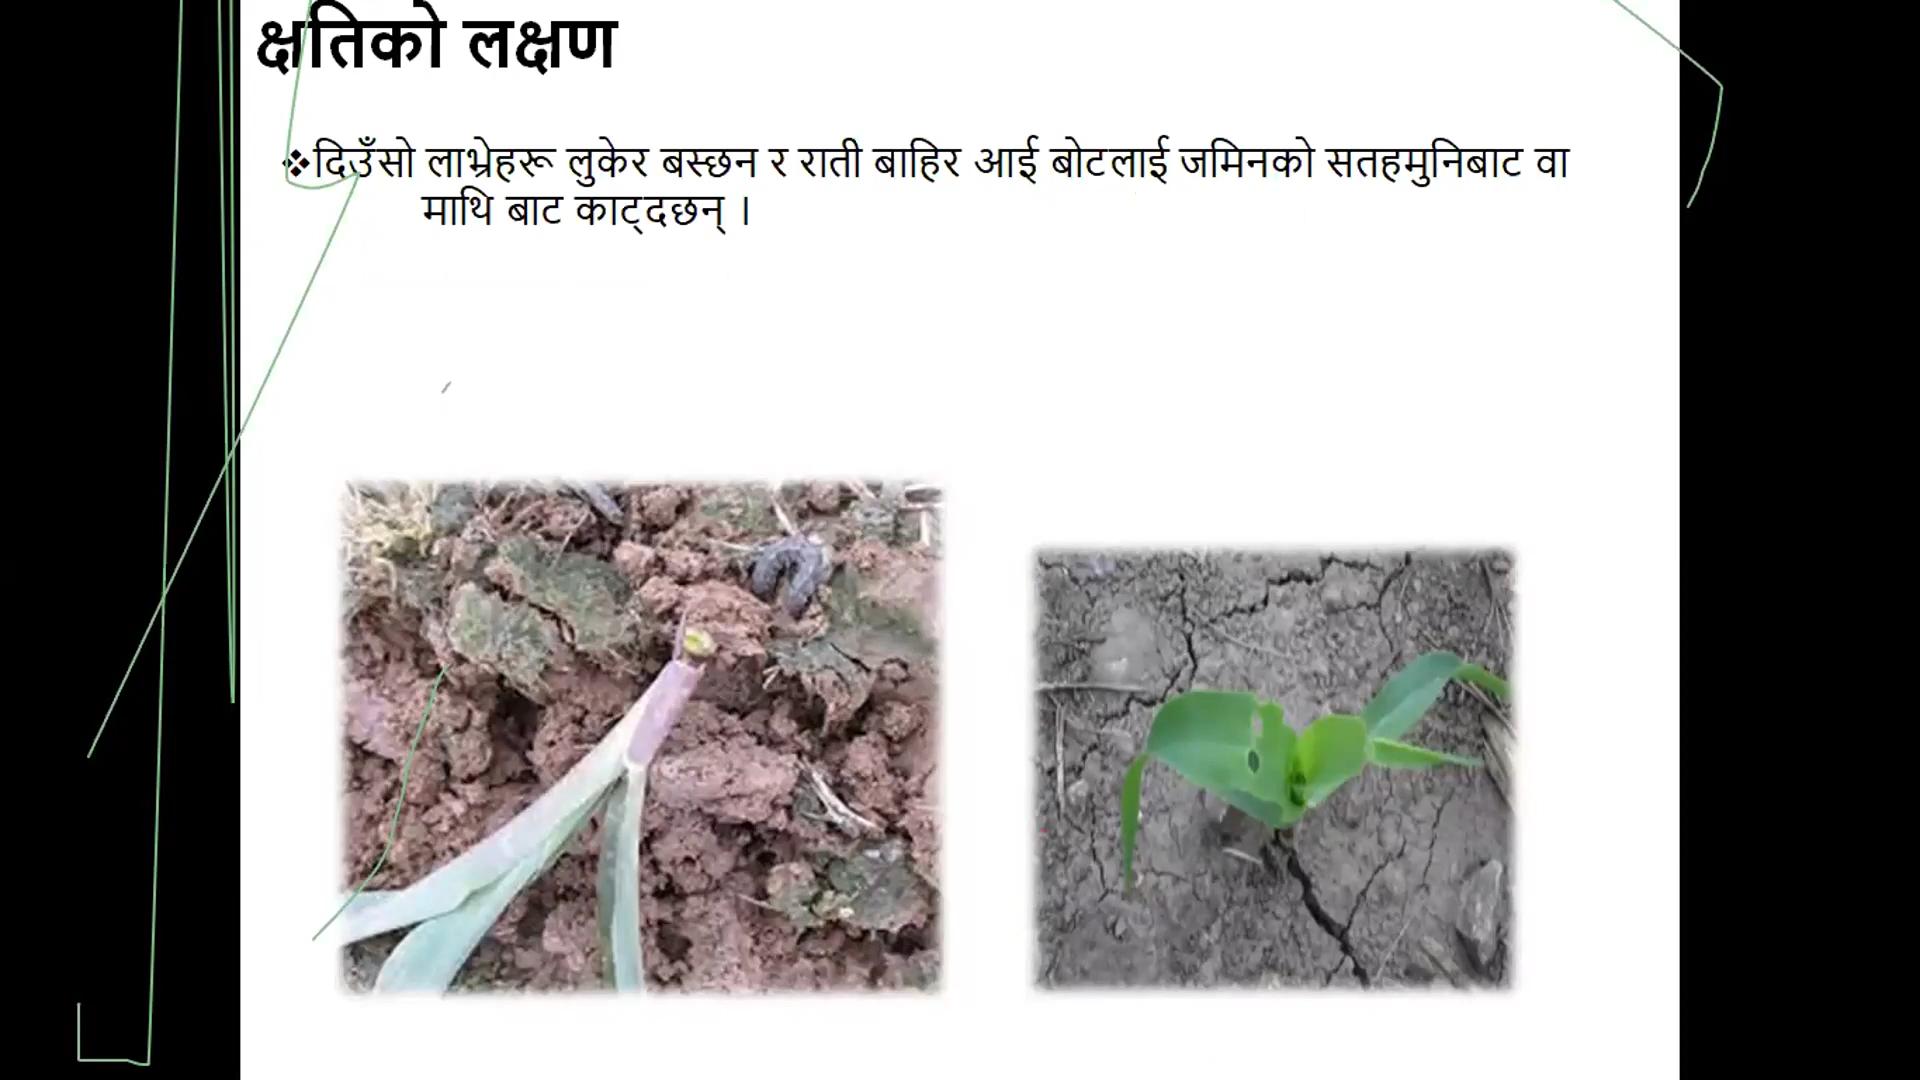 क्षतिको लक्षण
❖दिउँसो लाभ्रेहरू लुकेर बस्छन र राती बाहिर आई बोटलाई जमिनको सतहमुनिबाट वा
माथि बाट काट्दछन् ।